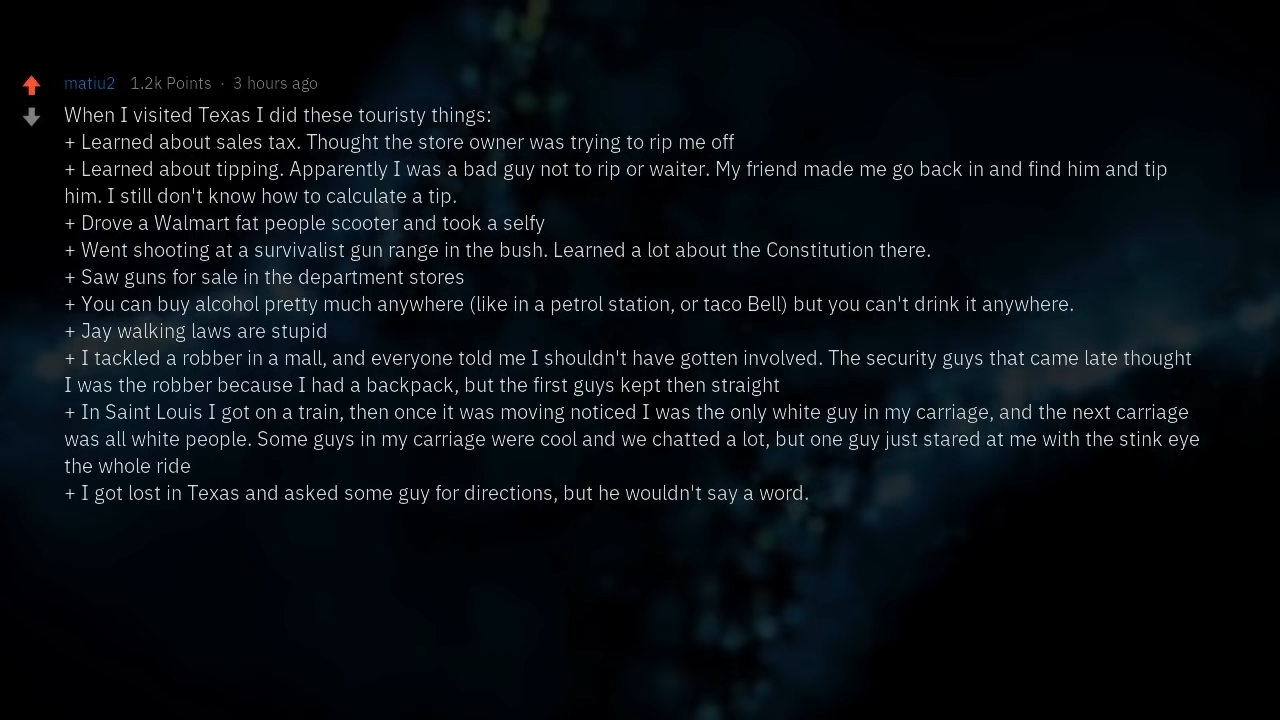 matiu2 1.2k Points · 3 hours ago
When I visited Texas I did these touristy things:
+ Learned about sales tax. Thought the store owner was trying to rip me off
+ Learned about tipping. Apparently I was a bad guy not to rip or waiter. My friend made me go back in and find him and tip
him. I still don't know how to calculate a tip.
+ Drove a Walmart fat people scooter and took a selfy
+ Went shooting at a survivalist gun range in the bush. Learned a lot about the Constitution there.
+ Saw guns for sale in the department stores
+ You can buy alcohol pretty much anywhere (like in a petrol station, or taco Bell) but you can't drink it anywhere.
+ Jay walking laws are stupid
+ I tackled a robber in a mall, and everyone told me I shouldn't have gotten involved. The security guys that came late thought
I was the robber because I had a backpack, but the first guys kept then straight
+ In Saint Louis I got on a train, then once it was moving noticed I was the only white guy in my carriage, and the next carriage
was all white people. Some guys in my carriage were cool and we chatted a lot, but one guy just stared at me with the stink eye
the whole ride
+ I got lost in Texas and asked some guy for directions, but he wouldn't say a word.